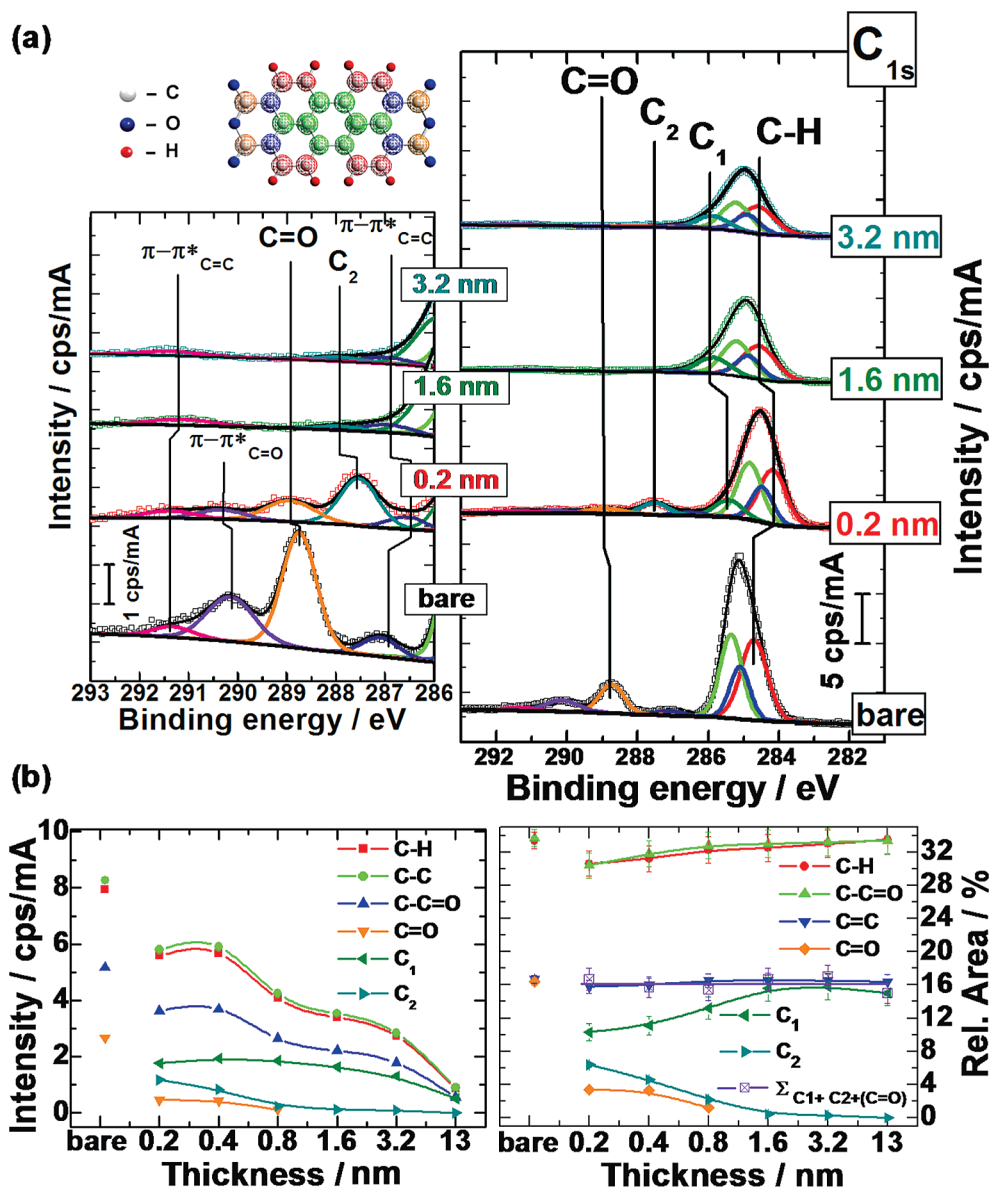 (a)
C1s
– C
– O
– H
C=O
C2
C1
C-H
3.2 nm
1.6 nm
0.2 nm
bare
5 cps/mA
Intensity / cps/mA
292 290 288 286 284 282
Binding energy / eV
π–π*C=C
C=O
C2
π–π*C=C
3.2 nm
1.6 nm
π–π*C=O
0.2 nm
bare
1 cps/mA
Intensity / cps/mA
293 292 291 290 289 288 287 286
Binding energy / eV
(b)
Intensity / cps/mA
10
8
6
4
2
0
C-H
C-C
C-C=O
C=O
C1
C2
bare 0.2 0.4 0.8 1.6 3.2 13
Thickness / nm
32
28
24
20
16
12
8
4
0
Rel. Area / %
C-H
C-C=O
C=C
C=O
C1
C2
ΣC1+ C2+(C=O)
bare 0.2 0.4 0.8 1.6 3.2 13
Thickness / nm